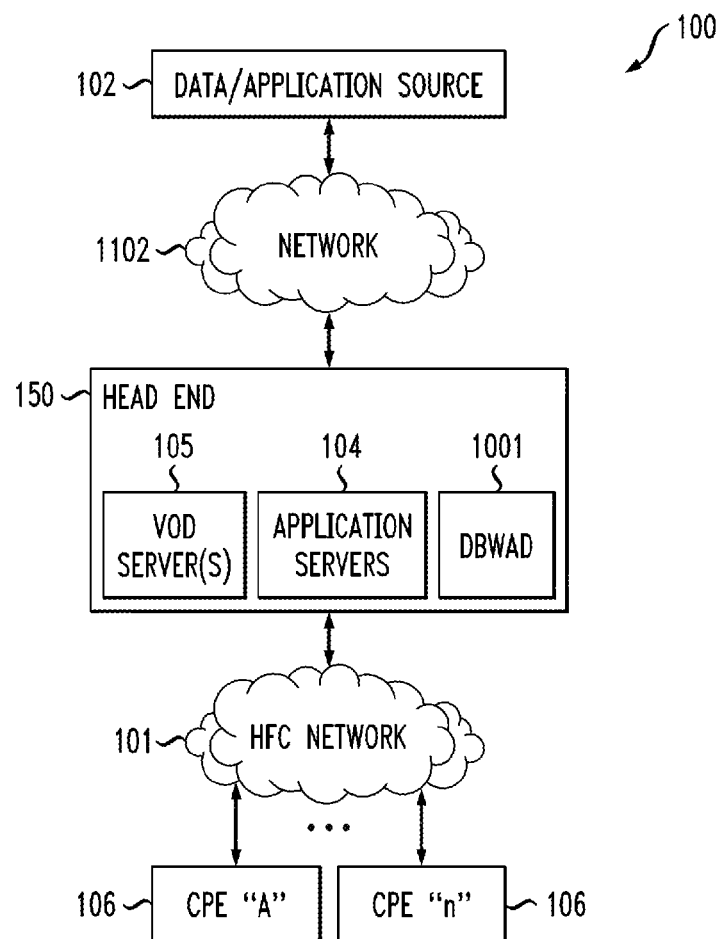 100
102 DATA/APPLICATION SOURCE
1102 NETWORK
150 HEAD END
105 104 1001
VOD SERVER(S)
APPLICATION SERVERS
DBWAD
101 HFC NETWORK
...
106 CPE "A"
CPE "n" 106